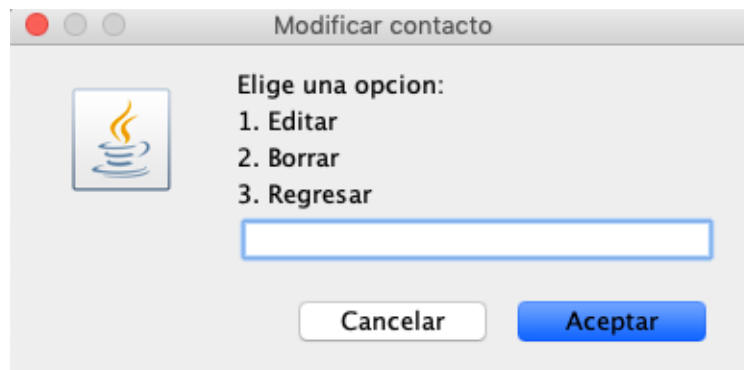 Modificar contacto
Elige una opcion:
1. Editar
2. Borrar
3. Regresar
Cancelar
Aceptar